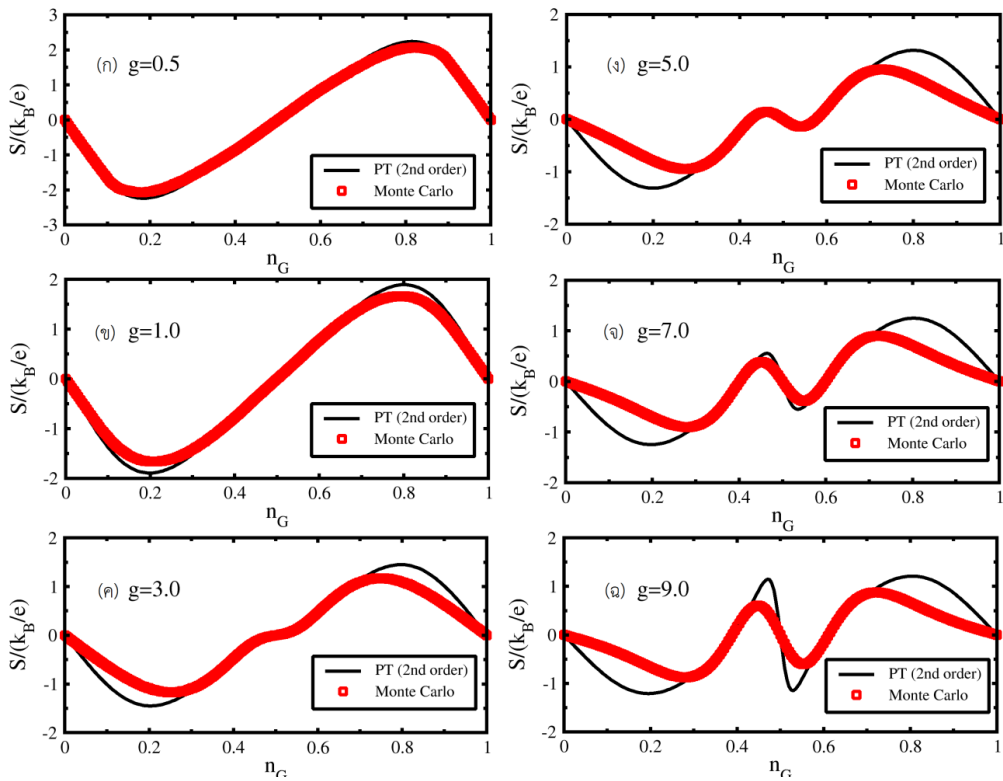 3
2
1
0
-1
-2
-3
S/(k_B/e)
(ก) g=0.5
PT (2nd order)
Monte Carlo
0 0.2 0.4 0.6 0.8 1
n_G
2
1
0
-1
-2
S/(k_B/e)
(ข) g=1.0
PT (2nd order)
Monte Carlo
0 0.2 0.4 0.6 0.8 1
n_G
2
1
0
-1
-2
S/(k_B/e)
(ค) g=3.0
PT (2nd order)
Monte Carlo
0 0.2 0.4 0.6 0.8 1
n_G
2
1
0
-1
-2
S/(k_B/e)
(ง) g=5.0
PT (2nd order)
Monte Carlo
0 0.2 0.4 0.6 0.8 1
n_G
2
1
0
-1
-2
S/(k_B/e)
(จ) g=7.0
PT (2nd order)
Monte Carlo
0 0.2 0.4 0.6 0.8 1
n_G
2
1
0
-1
-2
S/(k_B/e)
(ฉ) g=9.0
PT (2nd order)
Monte Carlo
0 0.2 0.4 0.6 0.8 1
n_G